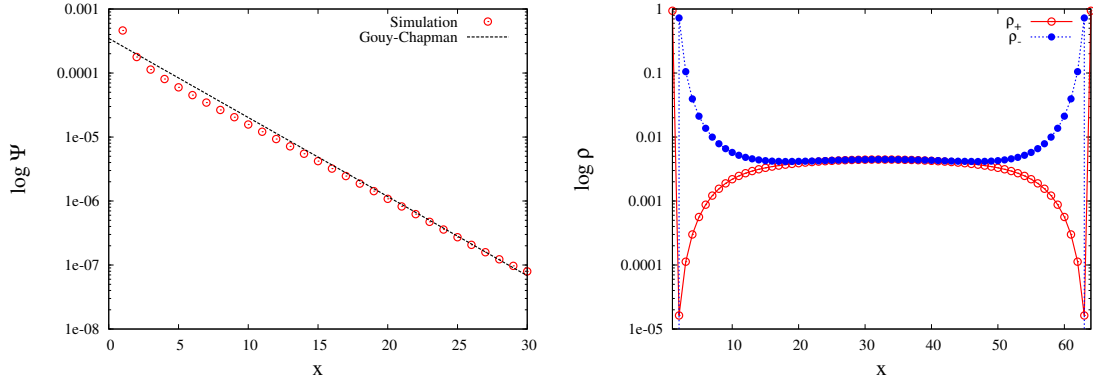 Simulation
Gouy-Chapman
log Ψ
0.001
0.0001
1e-05
1e-06
1e-07
1e-08
0 5 10 15 20 25 30
x
ρ+
ρ-
log ρ
1
0.1
0.01
0.001
0.0001
1e-05
10 20 30 40 50 60
x